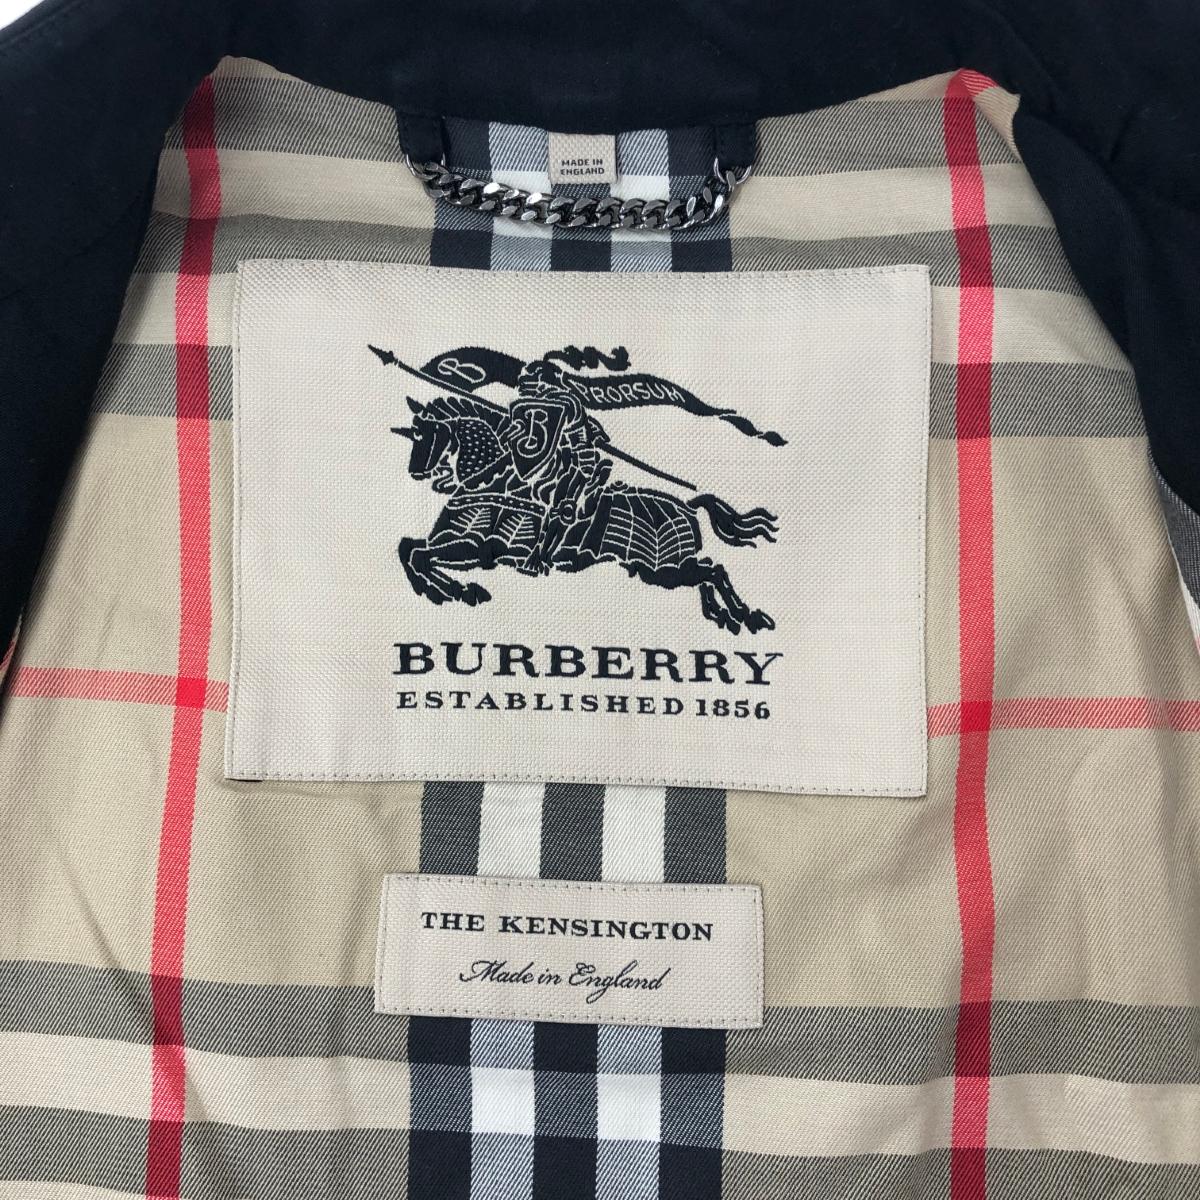 MADE IN
ENGLAND
B
PRORSUM
B
BURBERRY
ESTABLISHED 1856
THE KENSINGTON
Made in England